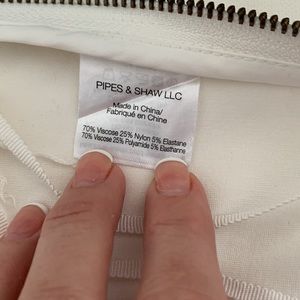 PIPES & SHAW LLC
Made in China/
Fabriqué en Chine
70% Viscose 25% Nylon 5% Elastane
70% Viscose 25% Polyamide 5% Elasthanne